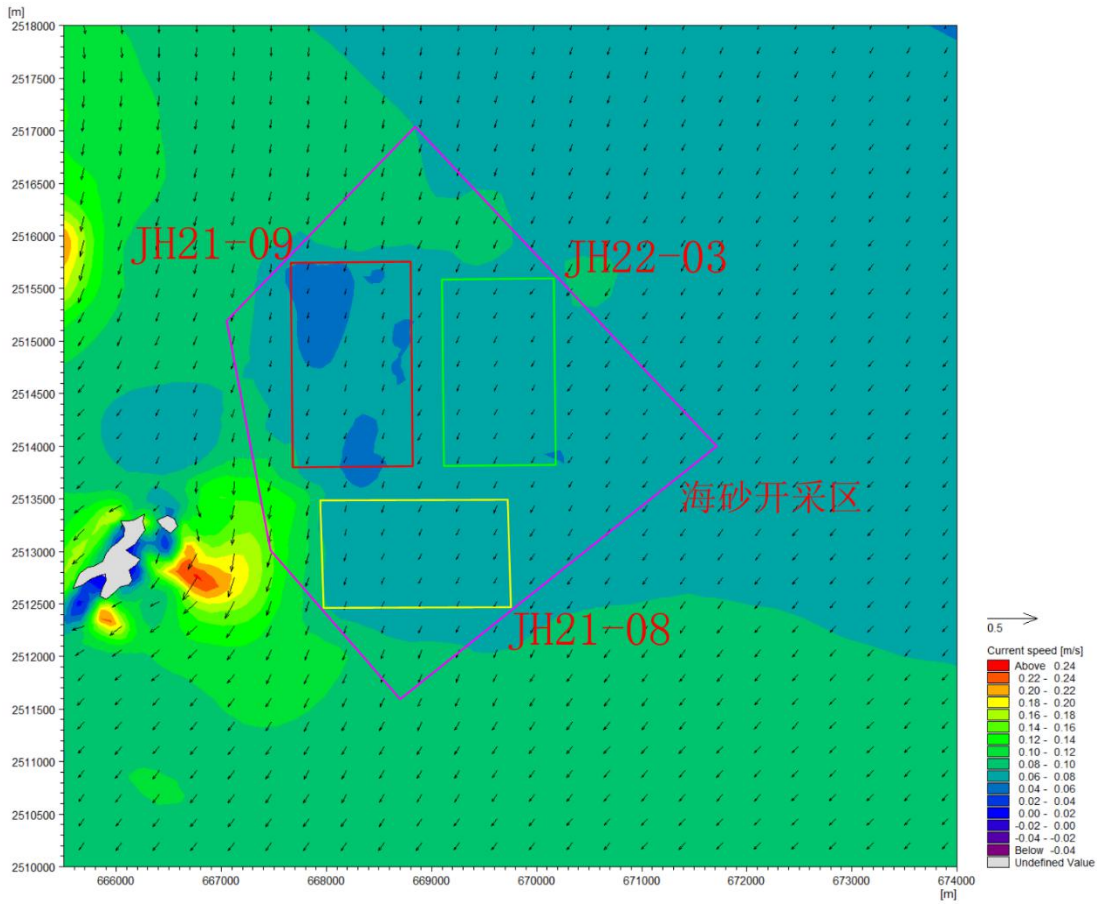 [m]
2518000
2517500
2517000
2516500
2516000
2515500
2515000
2514500
2514000
2513500
2513000
2512500
2512000
2511500
2511000
2510500
2510000
JH21-09
JH22-03
海砂开采区
JH21-08
666000 667000 668000 669000 670000 671000 672000 673000 674000
[m]
0.5
Current speed [m/s]
Above 0.24
0.22 - 0.24
0.20 - 0.22
0.18 - 0.20
0.16 - 0.18
0.14 - 0.16
0.12 - 0.14
0.10 - 0.12
0.08 - 0.10
0.06 - 0.08
0.04 - 0.06
0.02 - 0.04
0.00 - 0.02
-0.02 - 0.00
-0.04 - -0.02
Below -0.04
Undefined Value